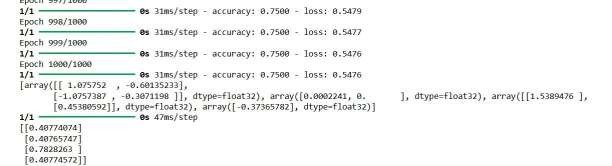 Epoch 997/1000
1/1 ━━━━━━━━━━━━━━━━━━━━ 0s 31ms/step - accuracy: 0.7500 - loss: 0.5479
Epoch 998/1000
1/1 ━━━━━━━━━━━━━━━━━━━━ 0s 31ms/step - accuracy: 0.7500 - loss: 0.5477
Epoch 999/1000
1/1 ━━━━━━━━━━━━━━━━━━━━ 0s 31ms/step - accuracy: 0.7500 - loss: 0.5476
Epoch 1000/1000
1/1 ━━━━━━━━━━━━━━━━━━━━ 0s 31ms/step - accuracy: 0.7500 - loss: 0.5476
[array([[ 1.075752 , -0.60135233],
[-1.0757387 , -0.3071198 ]], dtype=float32), array([0.0002241, 0. ], dtype=float32), array([[1.5389476 ],
[0.45380592]], dtype=float32), array([-0.37365782], dtype=float32)]
1/1 ━━━━━━━━━━━━━━━━━━━━ 0s 47ms/step
[[0.40774074]
[0.40765747]
[0.7828263 ]
[0.40774572]]